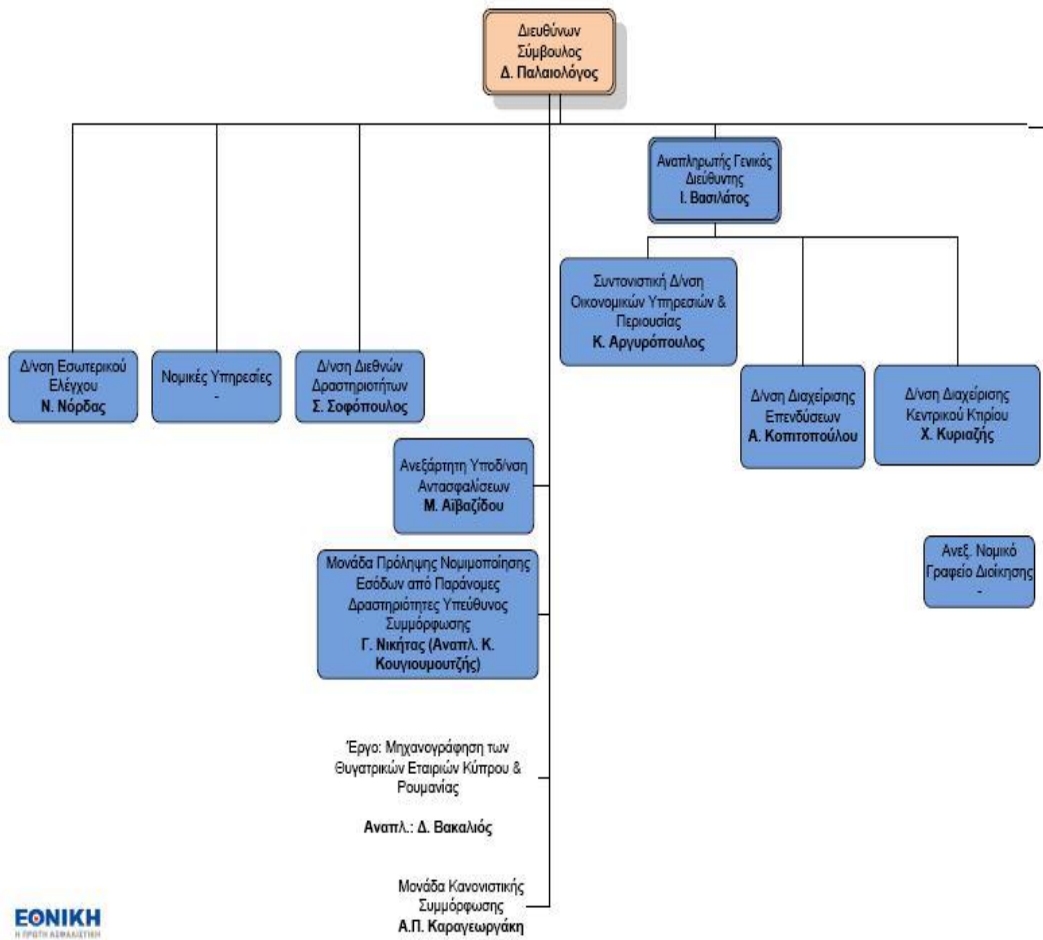 Διευθύνων
Σύμβουλος
Δ. Παλαιολόγος
Αναπληρωτής Γενικός
Διεύθυντης
Ι. Βασιλάτος
Συντονιστική Δ/νση
Οικονομικών Υπηρεσιών &
Περιουσίας
Κ. Αργυρόπουλος
Δ/νση Εσωτερικού
Ελέγχου
Ν. Νόρδας
Νομικές Υπηρεσίες
-
Δ/νση Διεθνών
Δραστηριοτήτων
Σ. Σοφόπουλος
Δ/νση Διαχείρισης
Επενδύσεων
Α. Κοπιτοπούλου
Δ/νση Διαχείρισης
Κεντρικού Κτιρίου
Χ. Κυριαζής
Ανεξάρτητη Υποδ/νση
Αντασφαλίσεων
Μ. Αϊβαζίδου
Μονάδα Πρόληψης Νομιμοποίησης
Εσόδων από Παράνομες
Δραστηριότητες Υπεύθυνος
Συμμόρφωσης
Γ. Νικήτας (Αναπλ. Κ.
Κουγιουμουτζής)
Ανεξ. Νομικό
Γραφείο Διοίκησης
-
Έργο: Μηχανογράφηση των
Θυγατρικών Εταιριών Κύπρου &
Ρουμανίας
Αναπλ.: Δ. Βακαλιός
Μονάδα Κανονιστικής
Συμμόρφωσης
Α.Π. Καραγεωργάκη
ΕΘΝΙΚΗ
Η ΠΡΩΤΗ ΑΣΦΑΛΙΣΤΙΚΗ